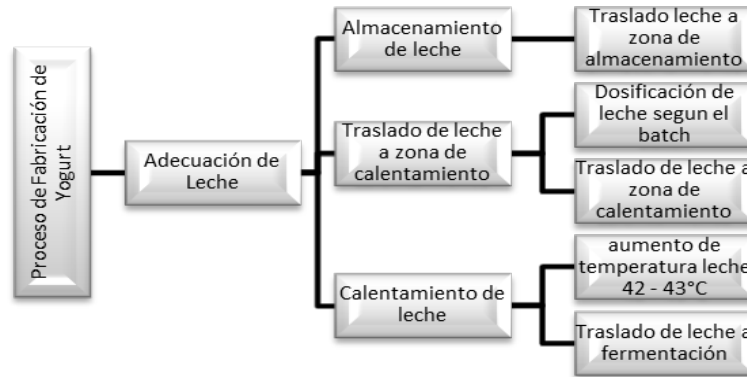 Proceso de Fabricación de
Yogurt
Adecuación de
Leche
Almacenamiento
de leche
Traslado leche a
zona de
almacenamiento
Traslado de leche
a zona de
calentamiento
Dosificación de
leche segun el
batch
Traslado de leche a
zona de
calentamiento
Calentamiento de
leche
aumento de
temperatura leche
42 - 43°C
Traslado de leche a
fermentación